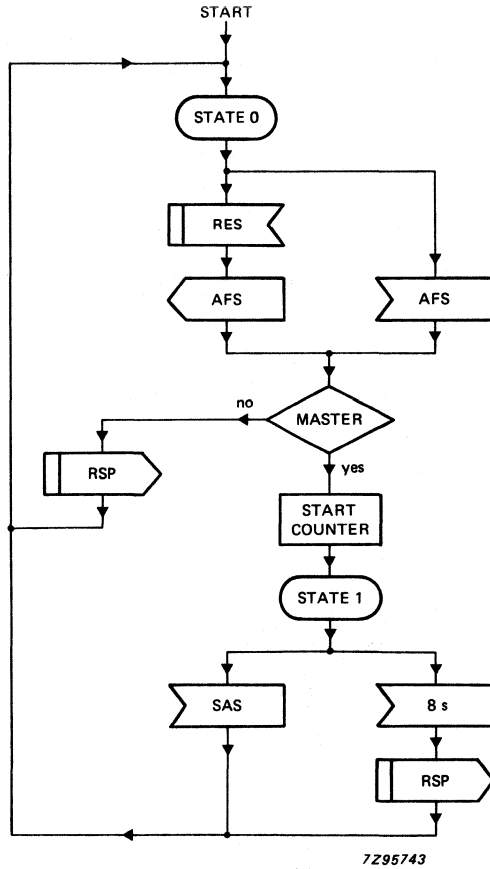 START
STATE 0
RES
AFS
AFS
MASTER
no
yes
RSP
START
COUNTER
STATE 1
SAS
8 s
RSP
7Z95743